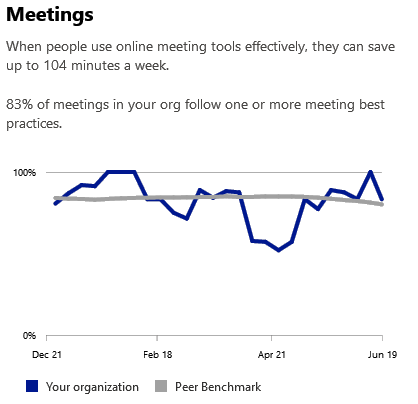 Meetings
When people use online meeting tools effectively, they can save
up to 104 minutes a week.
83% of meetings in your org follow one or more meeting best
practices.
100%
0%
Dec 21 Feb 18 Apr 21 Jun 19
Your organization Peer Benchmark